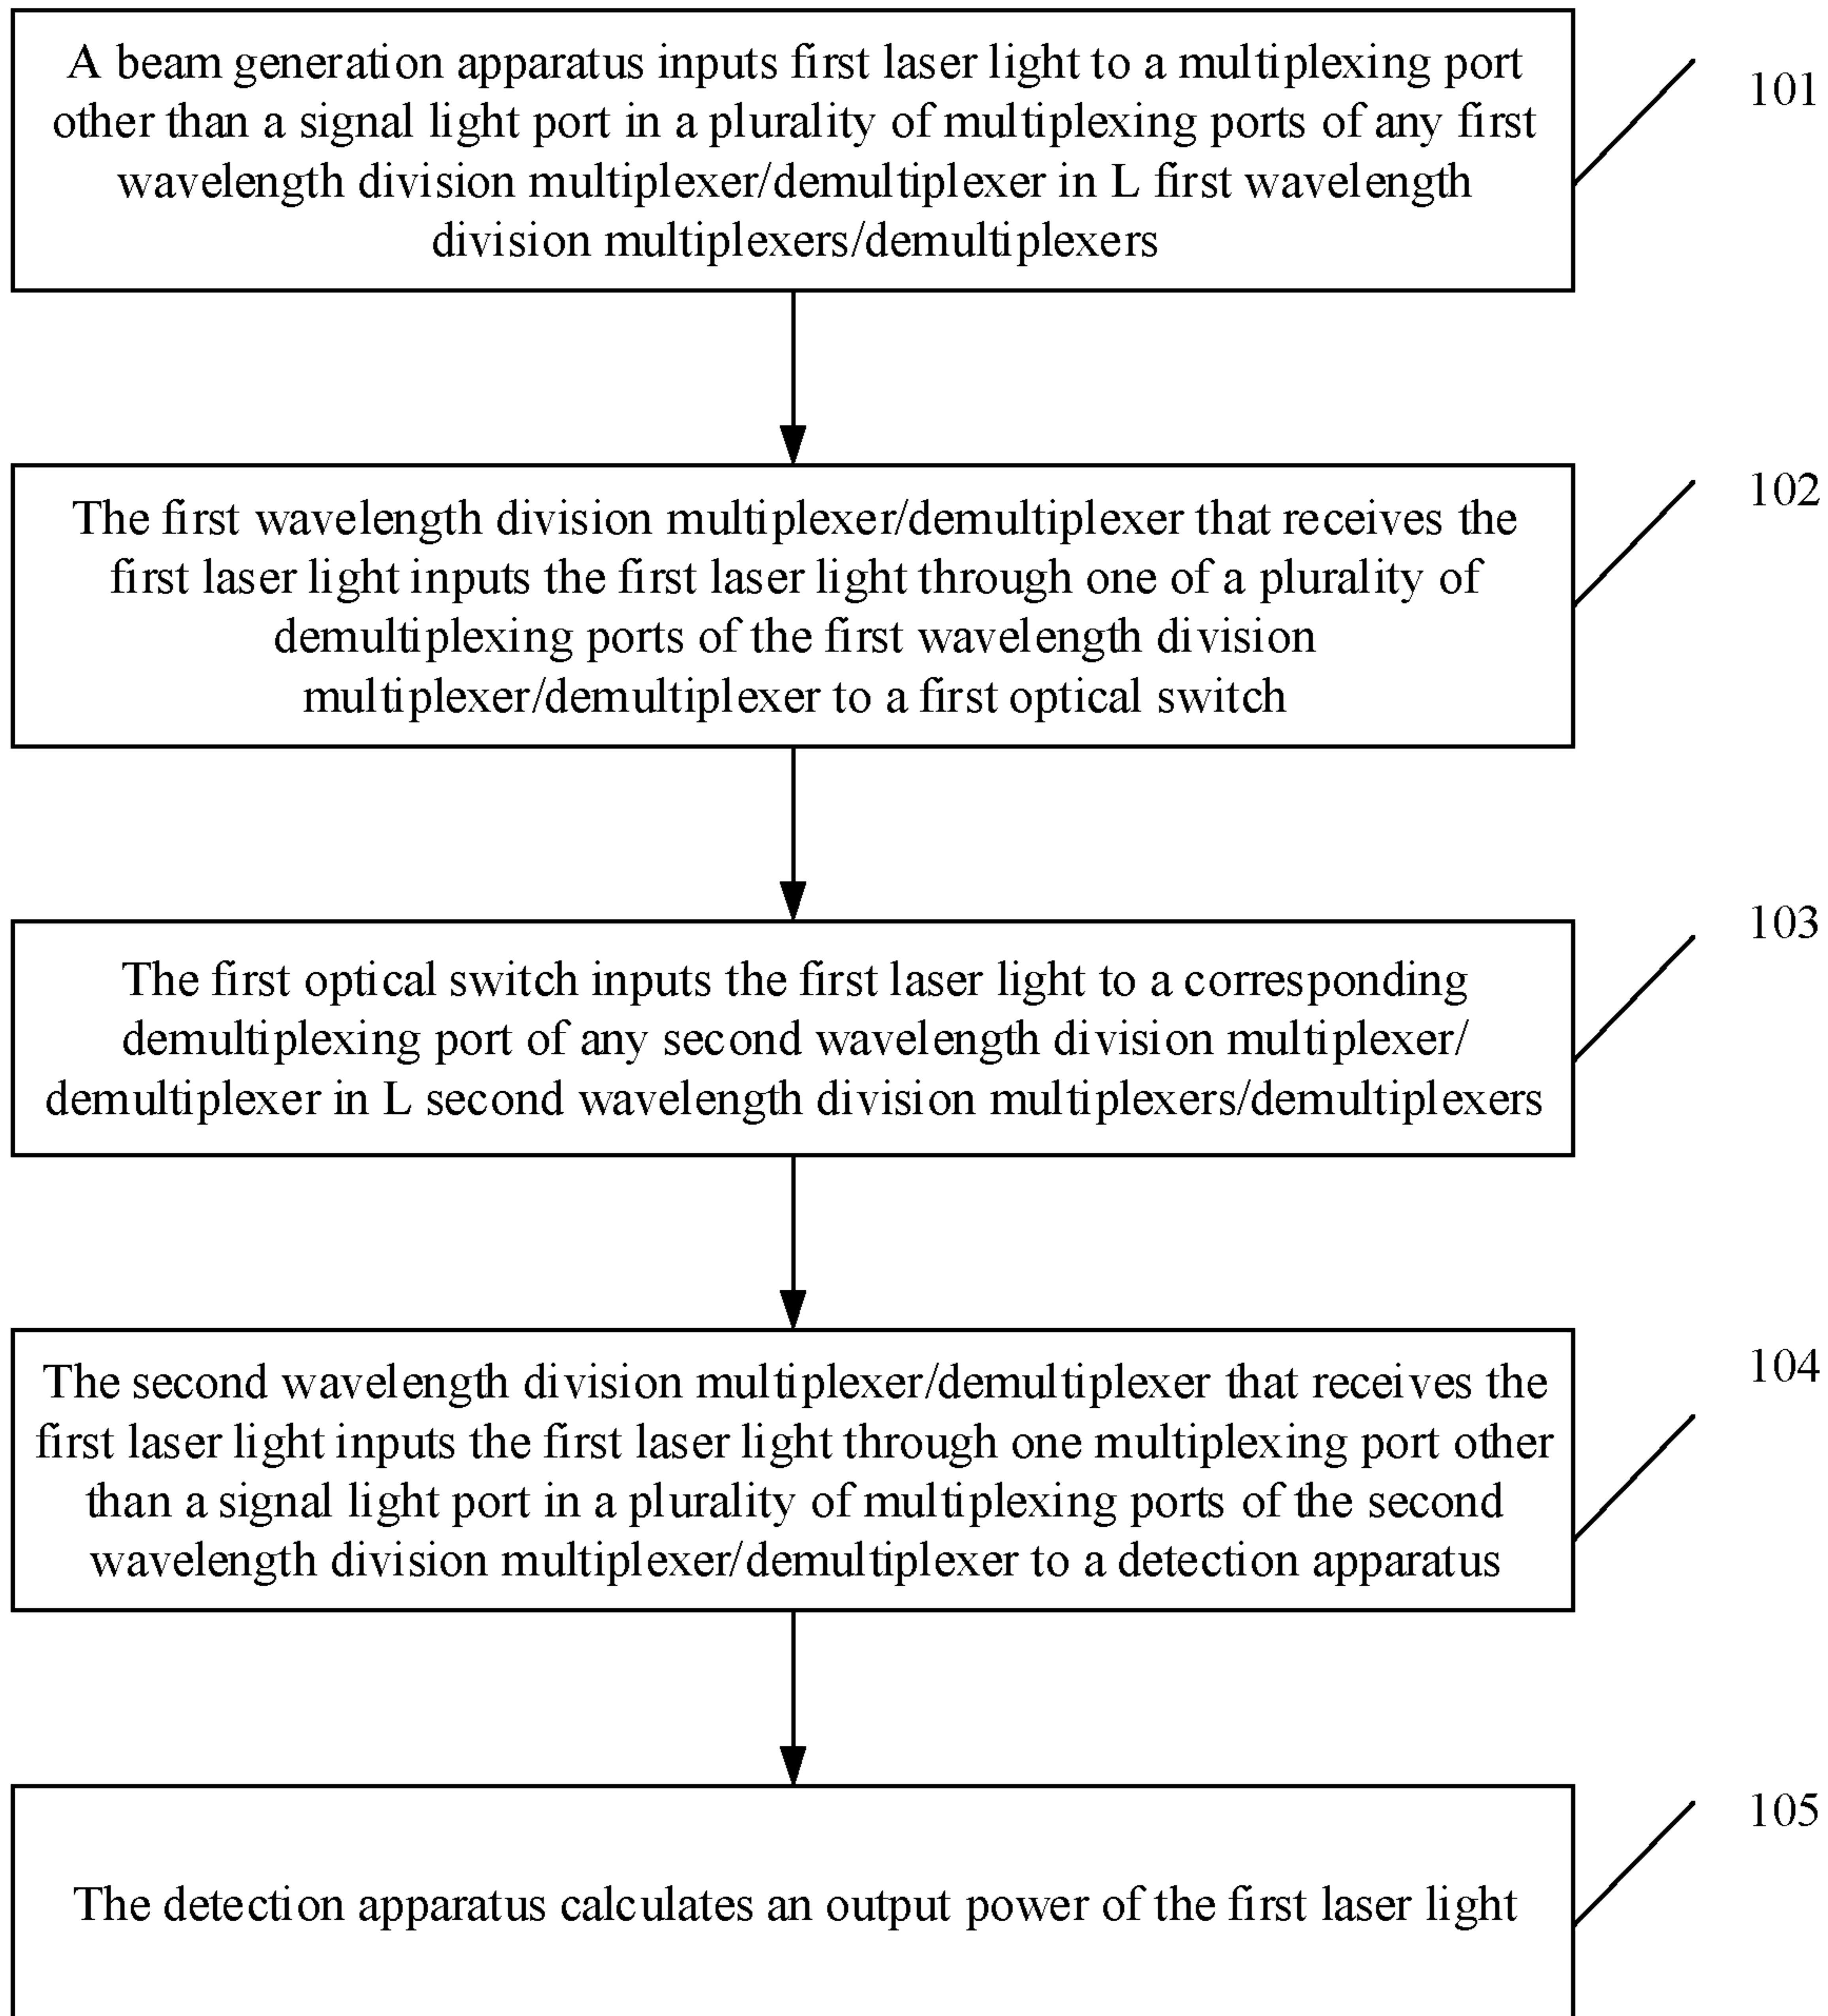 A beam generation apparatus inputs first laser light to a multiplexing port
other than a signal light port in a plurality of multiplexing ports of any first
wavelength division multiplexer/demultiplexer in L first wavelength
division multiplexers/demultiplexers
101
The first wavelength division multiplexer/demultiplexer that receives the
first laser light inputs the first laser light through one of a plurality of
demultiplexing ports of the first wavelength division
multiplexer/demultiplexer to a first optical switch
102
The first optical switch inputs the first laser light to a corresponding
demultiplexing port of any second wavelength division multiplexer/
demultiplexer in L second wavelength division multiplexers/demultiplexers
103
The second wavelength division multiplexer/demultiplexer that receives the
first laser light inputs the first laser light through one multiplexing port other
than a signal light port in a plurality of multiplexing ports of the second
wavelength division multiplexer/demultiplexer to a detection apparatus
104
The detection apparatus calculates an output power of the first laser light
105